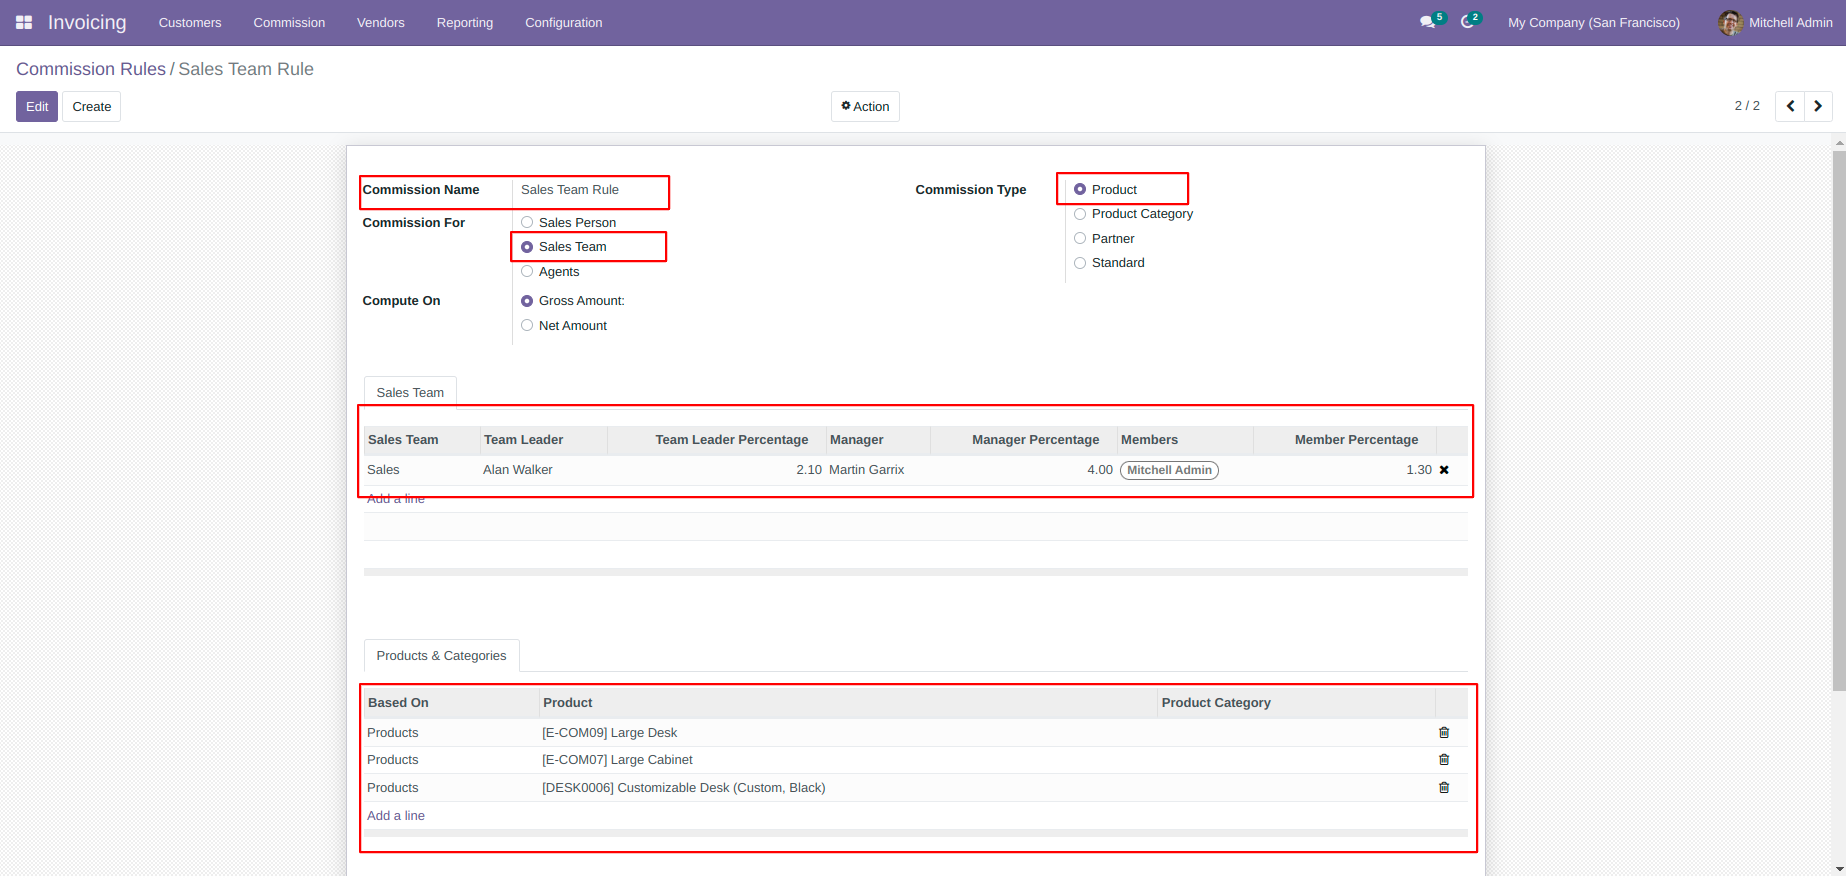 Invoicing Customers Commission Vendors Reporting Configuration 5 2 My Company (San Francisco) Mitchell Admin
Commission Rules / Sales Team Rule
Edit Create Action 2 / 2
Commission Name Sales Team Rule Commission Type Product
Product Category
Commission For Sales Person
Partner
Sales Team
Standard
Agents
Compute On Gross Amount:
Net Amount
Sales Team
Sales Team Team Leader Team Leader Percentage Manager Manager Percentage Members Member Percentage
Sales Alan Walker 2.10 Martin Garrix 4.00 Mitchell Admin 1.30
Add a line
Products & Categories
Based On Product Product Category
Products [E-COM09] Large Desk
Products [E-COM07] Large Cabinet
Products [DESK0006] Customizable Desk (Custom, Black)
Add a line